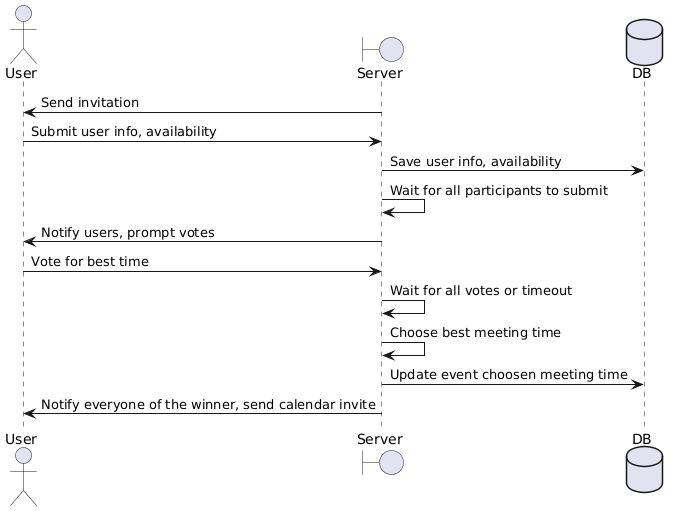 User
Server
DB
Send invitation
Submit user info, availability
Save user info, availability
Wait for all participants to submit
Notify users, prompt votes
Vote for best time
Wait for all votes or timeout
Choose best meeting time
Update event choosen meeting time
Notify everyone of the winner, send calendar invite
User
Server
DB